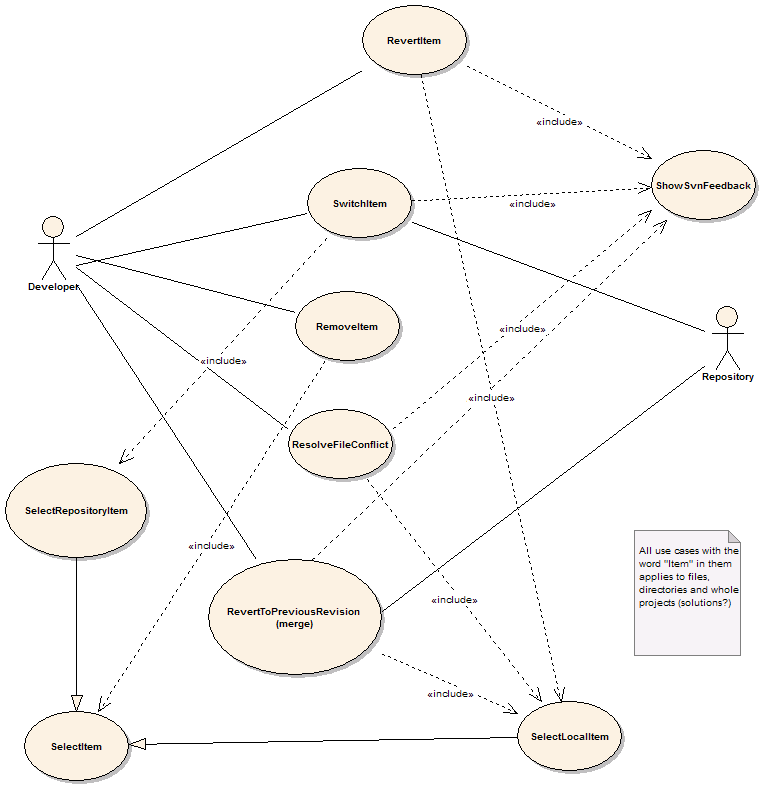 RevertItem
«include»
ShowSvnFeedback
SwitchItem
«include»
Developer
RemoveItem
«include»
«include»
Repository
«include»
ResolveFileConflict
SelectRepositoryItem
«include»
All use cases with the
word "Item" in them
applies to files,
directories and whole
projects (solutions?)
«include»
RevertToPreviousRevision
(merge)
«include»
SelectItem
SelectLocalItem